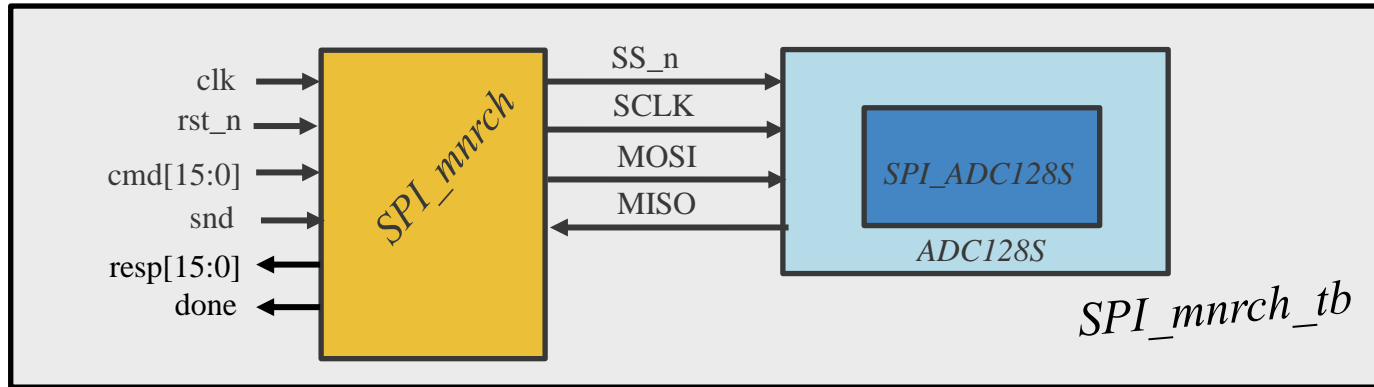 clk
rst_n
cmd[15:0]
snd
resp[15:0]
done
SPI_mnrch
SS_n
SCLK
MOSI
MISO
SPI_ADC128S
ADC128S
SPI_mnrch_tb